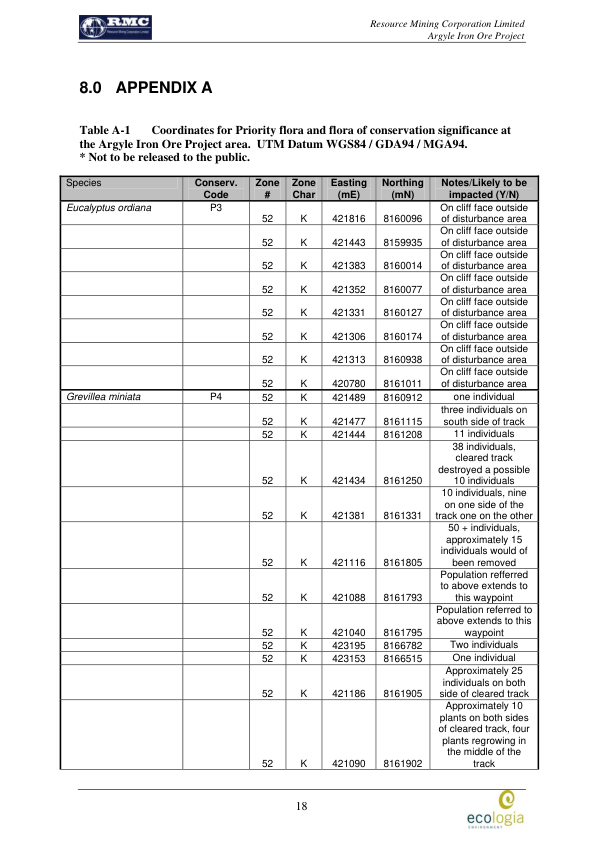 RMC
Resource Mining Corporation Limited
Resource Mining Corporation Limited
Argyle Iron Ore Project
8.0 APPENDIX A
Table A-1 Coordinates for Priority flora and flora of conservation significance at
the Argyle Iron Ore Project area. UTM Datum WGS84 / GDA94 / MGA94.
* Not to be released to the public.
Species Conserv. Code Zone # Zone Char Easting (mE) Northing (mN) Notes/Likely to be impacted (Y/N)
Eucalyptus ordiana P3 52 K 421816 8160096 On cliff face outside of disturbance area
52 K 421443 8159935 On cliff face outside of disturbance area
52 K 421383 8160014 On cliff face outside of disturbance area
52 K 421352 8160077 On cliff face outside of disturbance area
52 K 421331 8160127 On cliff face outside of disturbance area
52 K 421306 8160174 On cliff face outside of disturbance area
52 K 421313 8160938 On cliff face outside of disturbance area
52 K 420780 8161011 On cliff face outside of disturbance area
Grevillea miniata P4 52 K 421489 8160912 one individual
52 K 421477 8161115 three individuals on south side of track
52 K 421444 8161208 11 individuals
52 K 421434 8161250 38 individuals, cleared track destroyed a possible 10 individuals
52 K 421381 8161331 10 individuals, nine on one side of the track one on the other
52 K 421116 8161805 50 + individuals, approximately 15 individuals would of been removed
52 K 421088 8161793 Population refferred to above extends to this waypoint
52 K 421040 8161795 Population referred to above extends to this waypoint
52 K 423195 8166782 Two individuals
52 K 423153 8166515 One individual
52 K 421186 8161905 Approximately 25 individuals on both side of cleared track
52 K 421090 8161902 Approximately 10 plants on both sides of cleared track, four plants regrowing in the middle of the track
18
ecologia
ENVIRONMENT